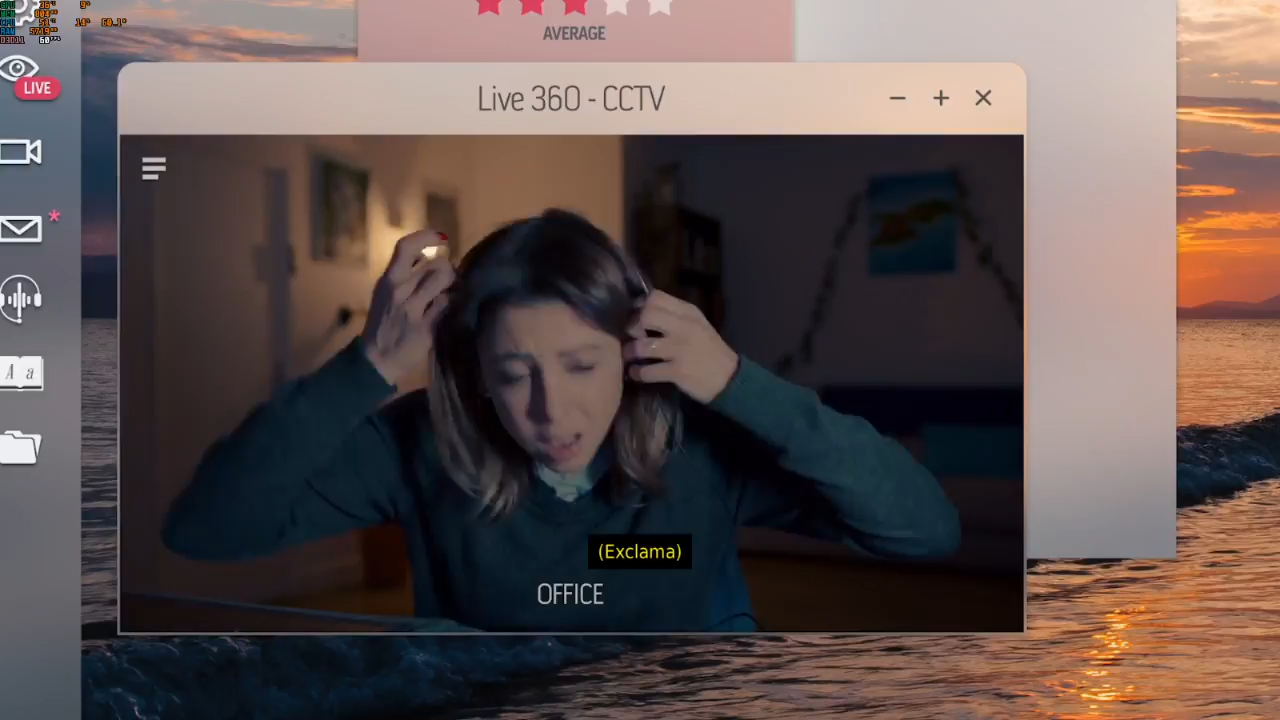 AVERAGE
LIVE
Live 360 - CCTV
A a
(Exclama)
OFFICE